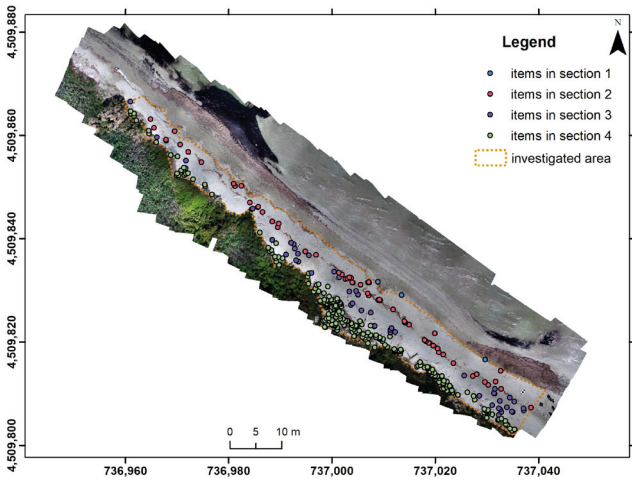 4,509,880
4,509,860
4,509,840
4,509,820
4,509,800
N
Legend
items in section 1
items in section 2
items in section 3
items in section 4
investigated area
0 5 10 m
736,960 736,980 737,000 737,020 737,040